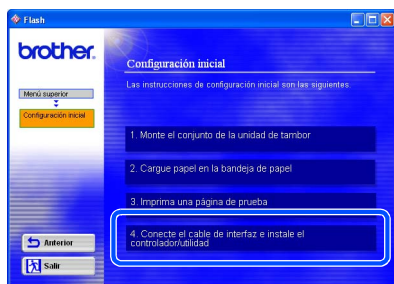 Flash
brother.
Configuración inicial
Las instrucciones de configuración inicial son las siguientes.
Menú superior
Configuración inicial
1. Monte el conjunto de la unidad de tambor
2. Cargue papel en la bandeja de papel
3. Imprima una página de prueba
4. Conecte el cable de interfaz e instale el
controlador/utilidad
Anterior
Salir